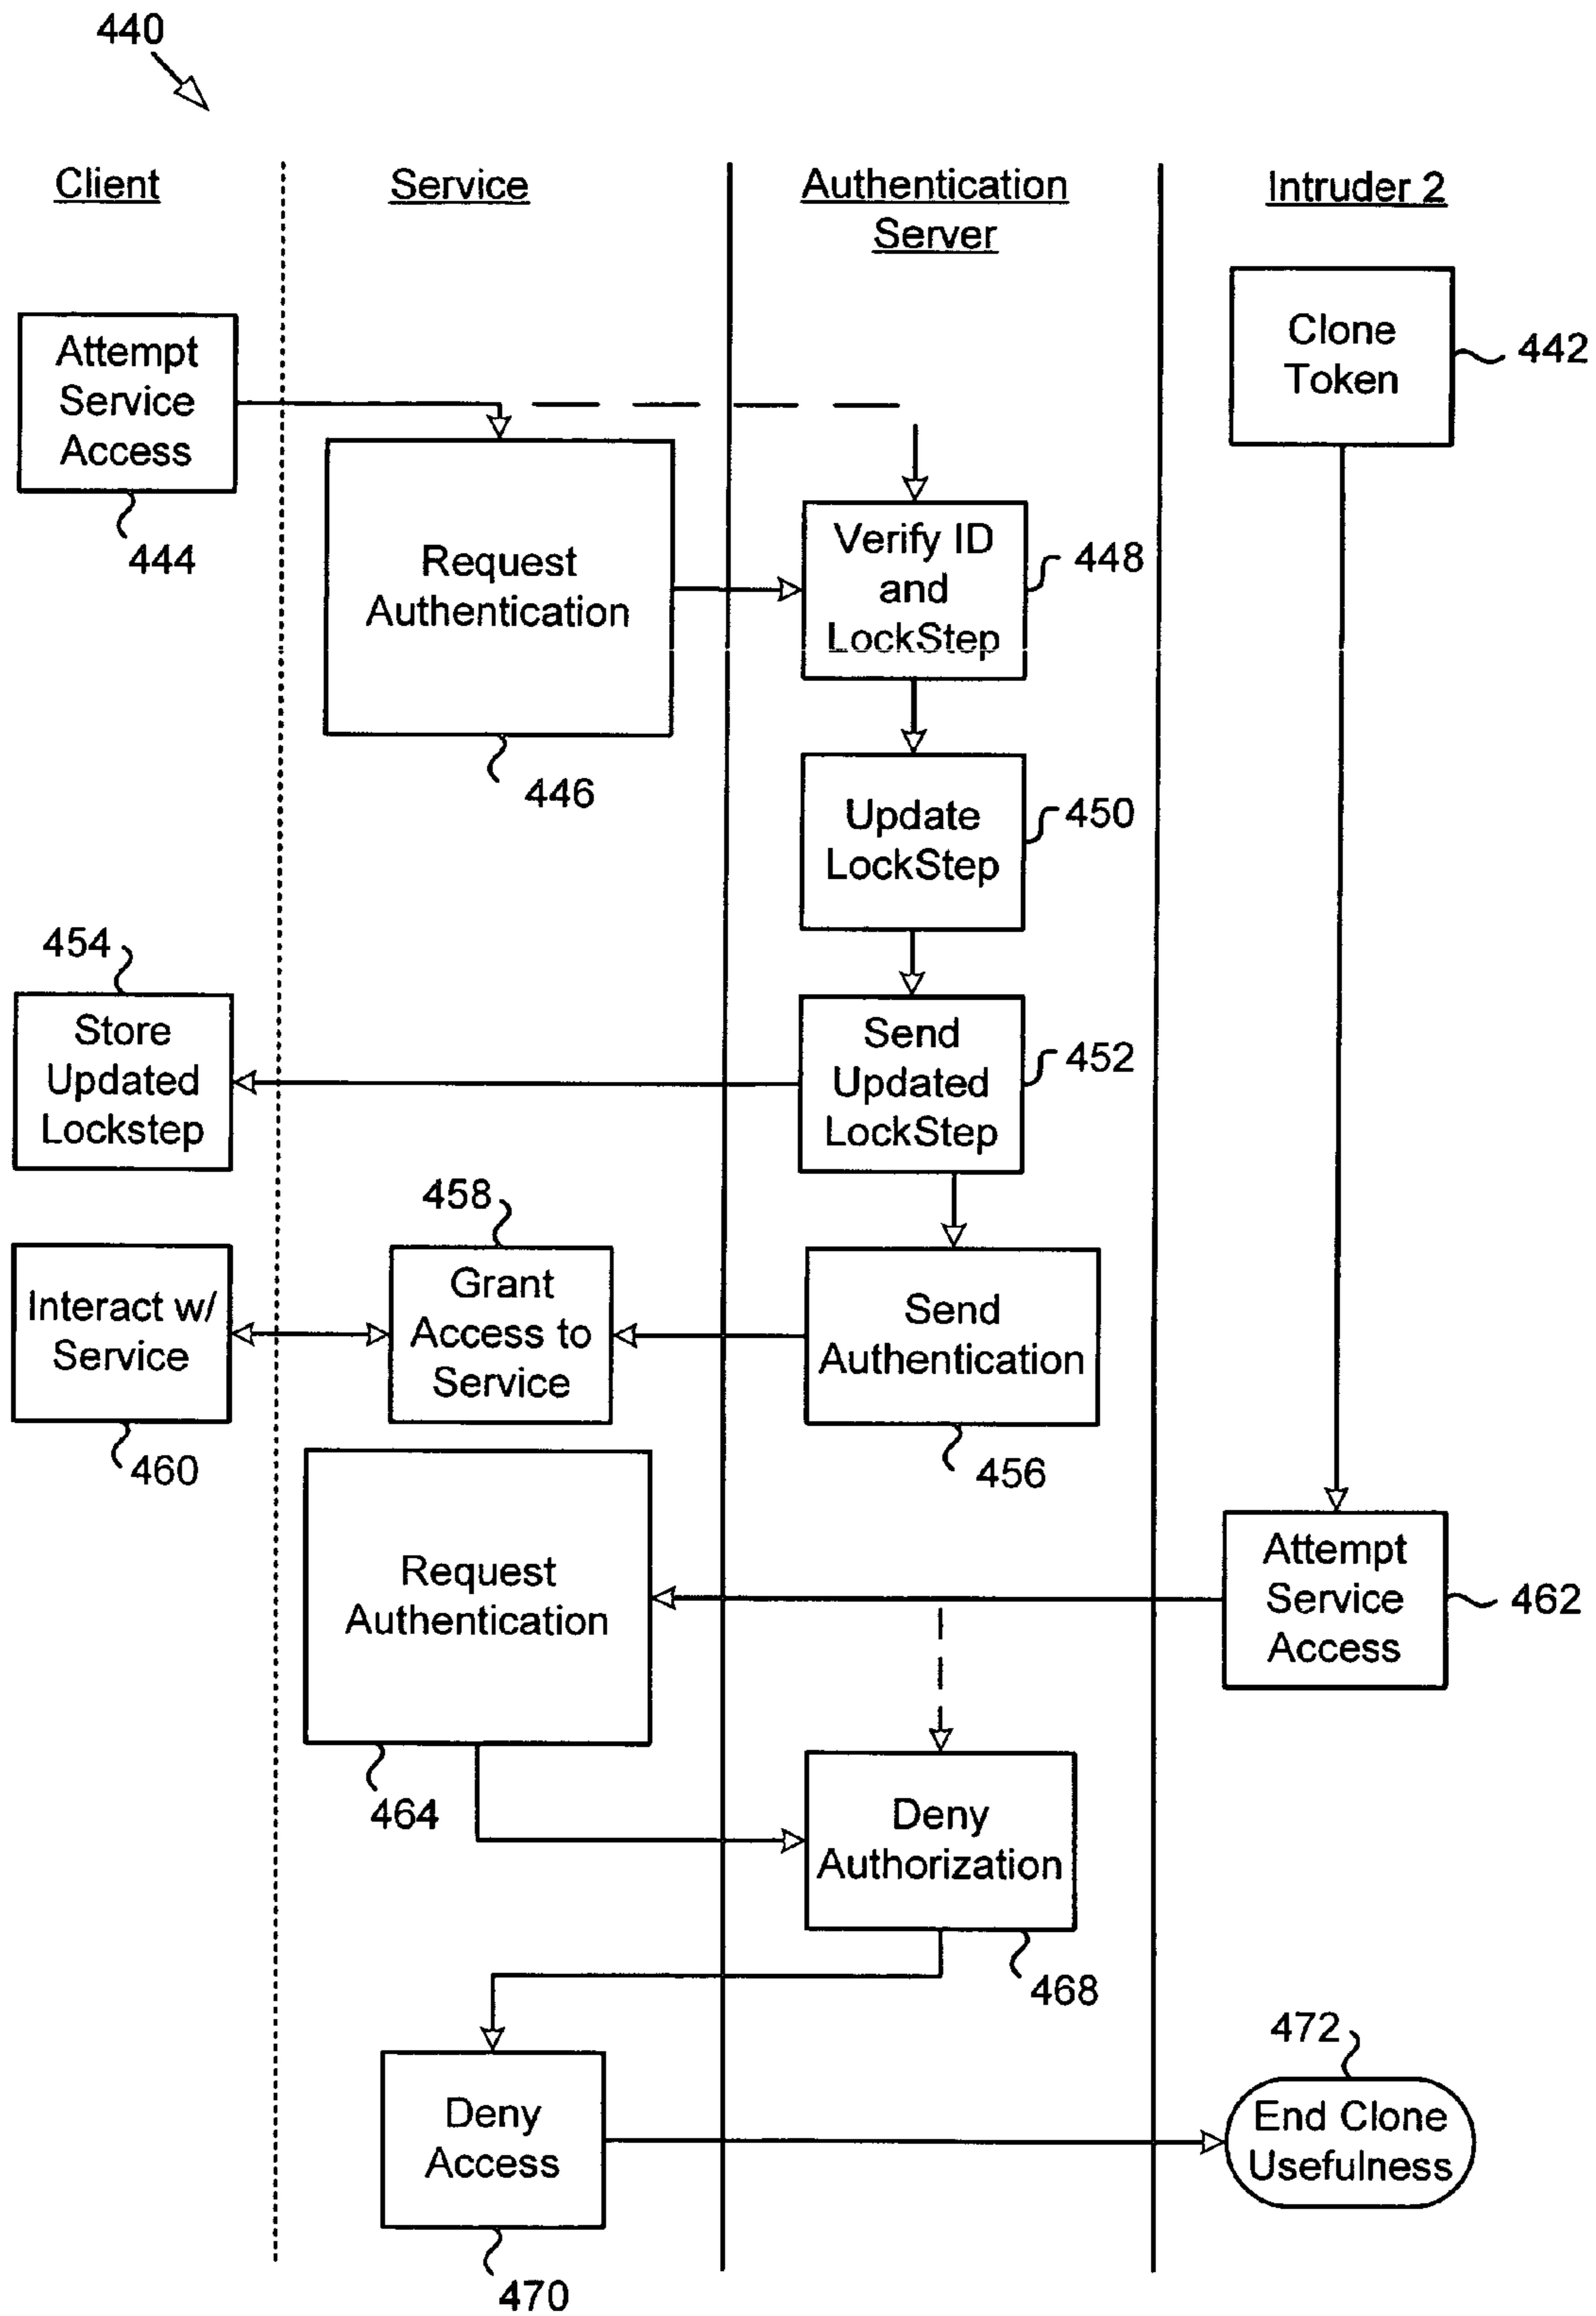 440
Client
Service
Authentication
Server
Intruder 2
Clone
Token
442
Attempt
Service
Access
444
Request
Authentication
446
Verify ID
and
LockStep
448
Update
LockStep
450
454
Store
Updated
Lockstep
Send
Updated
LockStep
452
458
Interact w/
Service
460
Grant
Access to
Service
Send
Authentication
456
Request
Authentication
464
Attempt
Service
Access
462
Deny
Authorization
468
472
Deny
Access
470
End Clone
Usefulness